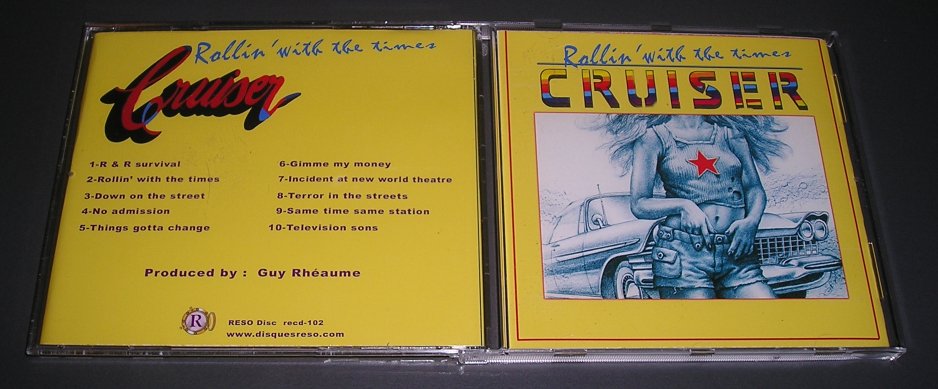 Rollin' with the times
Cruiser
1-R & R survival
2-Rollin' with the times
3-Down on the street
4-No admission
5-Things gotta change
6-Gimme my money
7-Incident at new world theatre
8-Terror in the streets
9-Same time same station
10-Television sons
Produced by : Guy Rhéaume
R
RESO Disc recd-102
www.disquesreso.com
Rollin' with the times
CRUISER